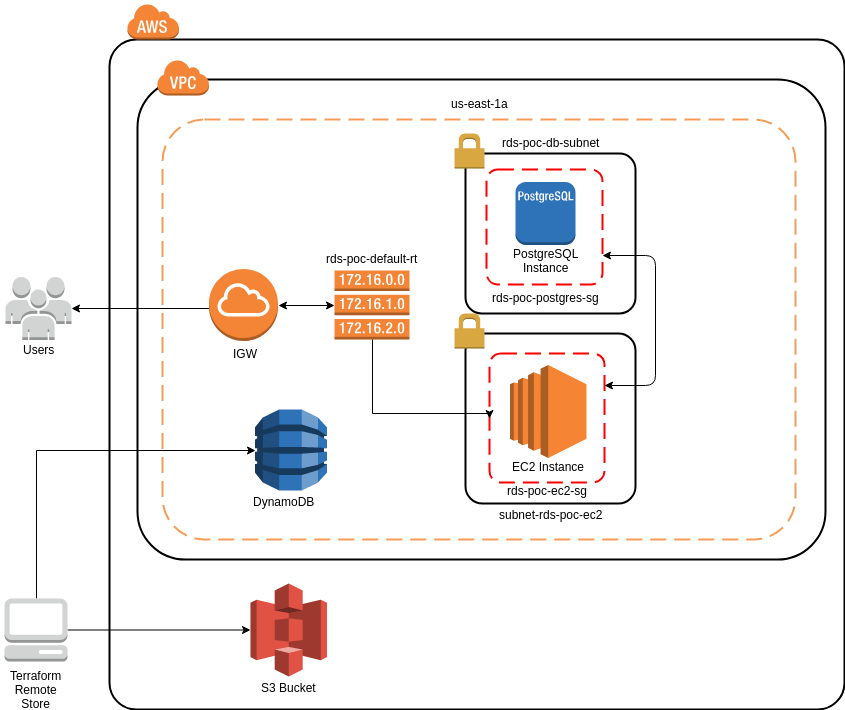 AWS
VPC
us-east-1a
rds-poc-db-subnet
PostgreSQL
PostgreSQL
Instance
rds-poc-postgres-sg
rds-poc-default-rt
172.16.0.0
172.16.1.0
172.16.2.0
Users
IGW
EC2 Instance
rds-poc-ec2-sg
subnet-rds-poc-ec2
DynamoDB
Terraform
Remote
Store
S3 Bucket